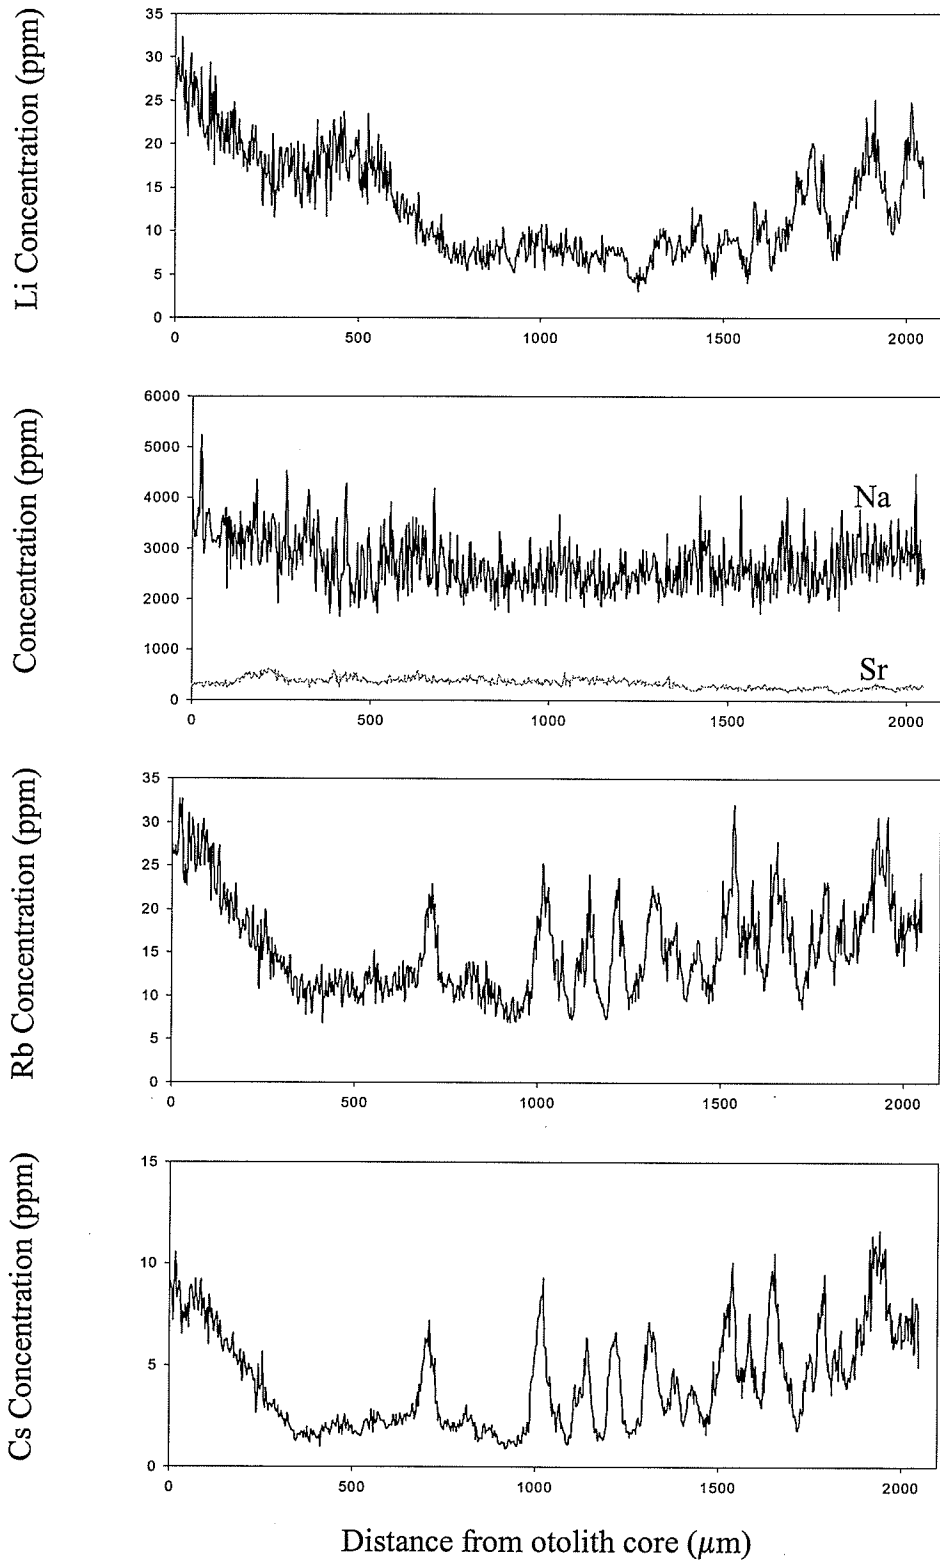 Li Concentration (ppm)
35
30
25
20
15
10
5
0
0 500 1000 1500 2000
Concentration (ppm)
6000
5000
4000
3000
2000
1000
0
Na
Sr
0 500 1000 1500 2000
Rb Concentration (ppm)
35
30
25
20
15
10
5
0
0 500 1000 1500 2000
Cs Concentration (ppm)
15
10
5
0
0 500 1000 1500 2000
Distance from otolith core (μm)